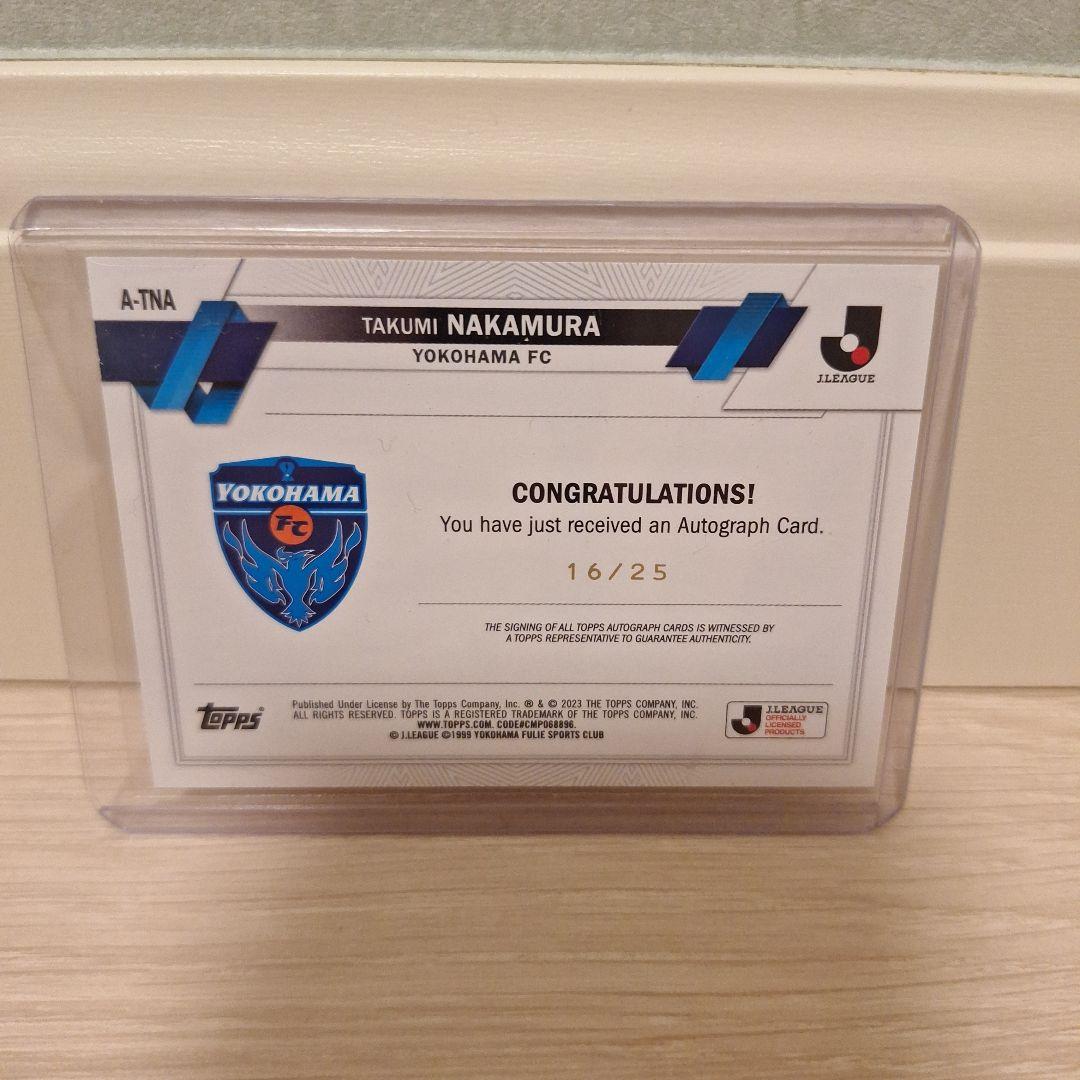 A-TNA
TAKUMI NAKAMURA
YOKOHAMA FC
J.LEAGUE
YOKOHAMA
FC
CONGRATULATIONS!
You have just received an Autograph Card.
16/25
THE SIGNING OF ALL TOPPS AUTOGRAPH CARDS IS WITNESSED BY
A TOPPS REPRESENTATIVE TO GUARANTEE AUTHENTICITY.
topps
Published Under License by The Topps Company, Inc. ® & © 2023 THE TOPPS COMPANY, INC.
ALL RIGHTS RESERVED. TOPPS IS A REGISTERED TRADEMARK OF THE TOPPS COMPANY, INC.
WWW.TOPPS.COM. CODE#CMP068896.
© J.LEAGUE ©1999 YOKOHAMA FULIE SPORTS CLUB
J.LEAGUE
OFFICIALLY
LICENSED
PRODUCTS